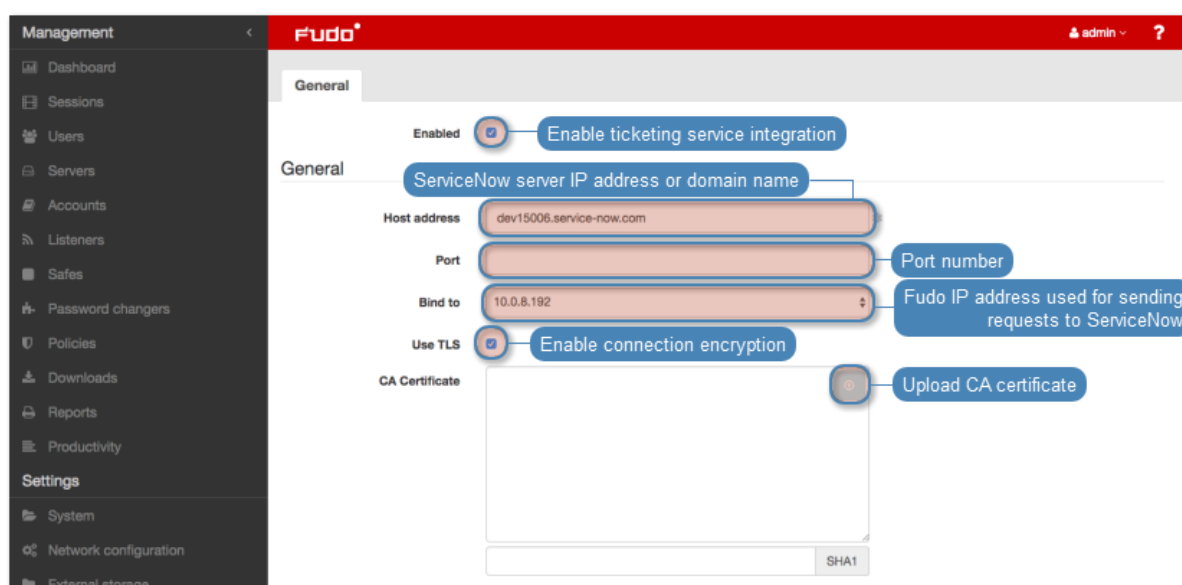 Management
FUDO
admin
?
Dashboard
General
Sessions
Users
Enabled
Enable ticketing service integration
Servers
General
ServiceNow server IP address or domain name
Accounts
Host address
dev15006.service-now.com
Listeners
Port
Port number
Safes
Bind to
10.0.8.192
Fudo IP address used for sending
requests to ServiceNow
Password changers
Policies
Use TLS
Enable connection encryption
Downloads
CA Certificate
Upload CA certificate
Reports
Productivity
Settings
System
Network configuration
SHA1
External storage